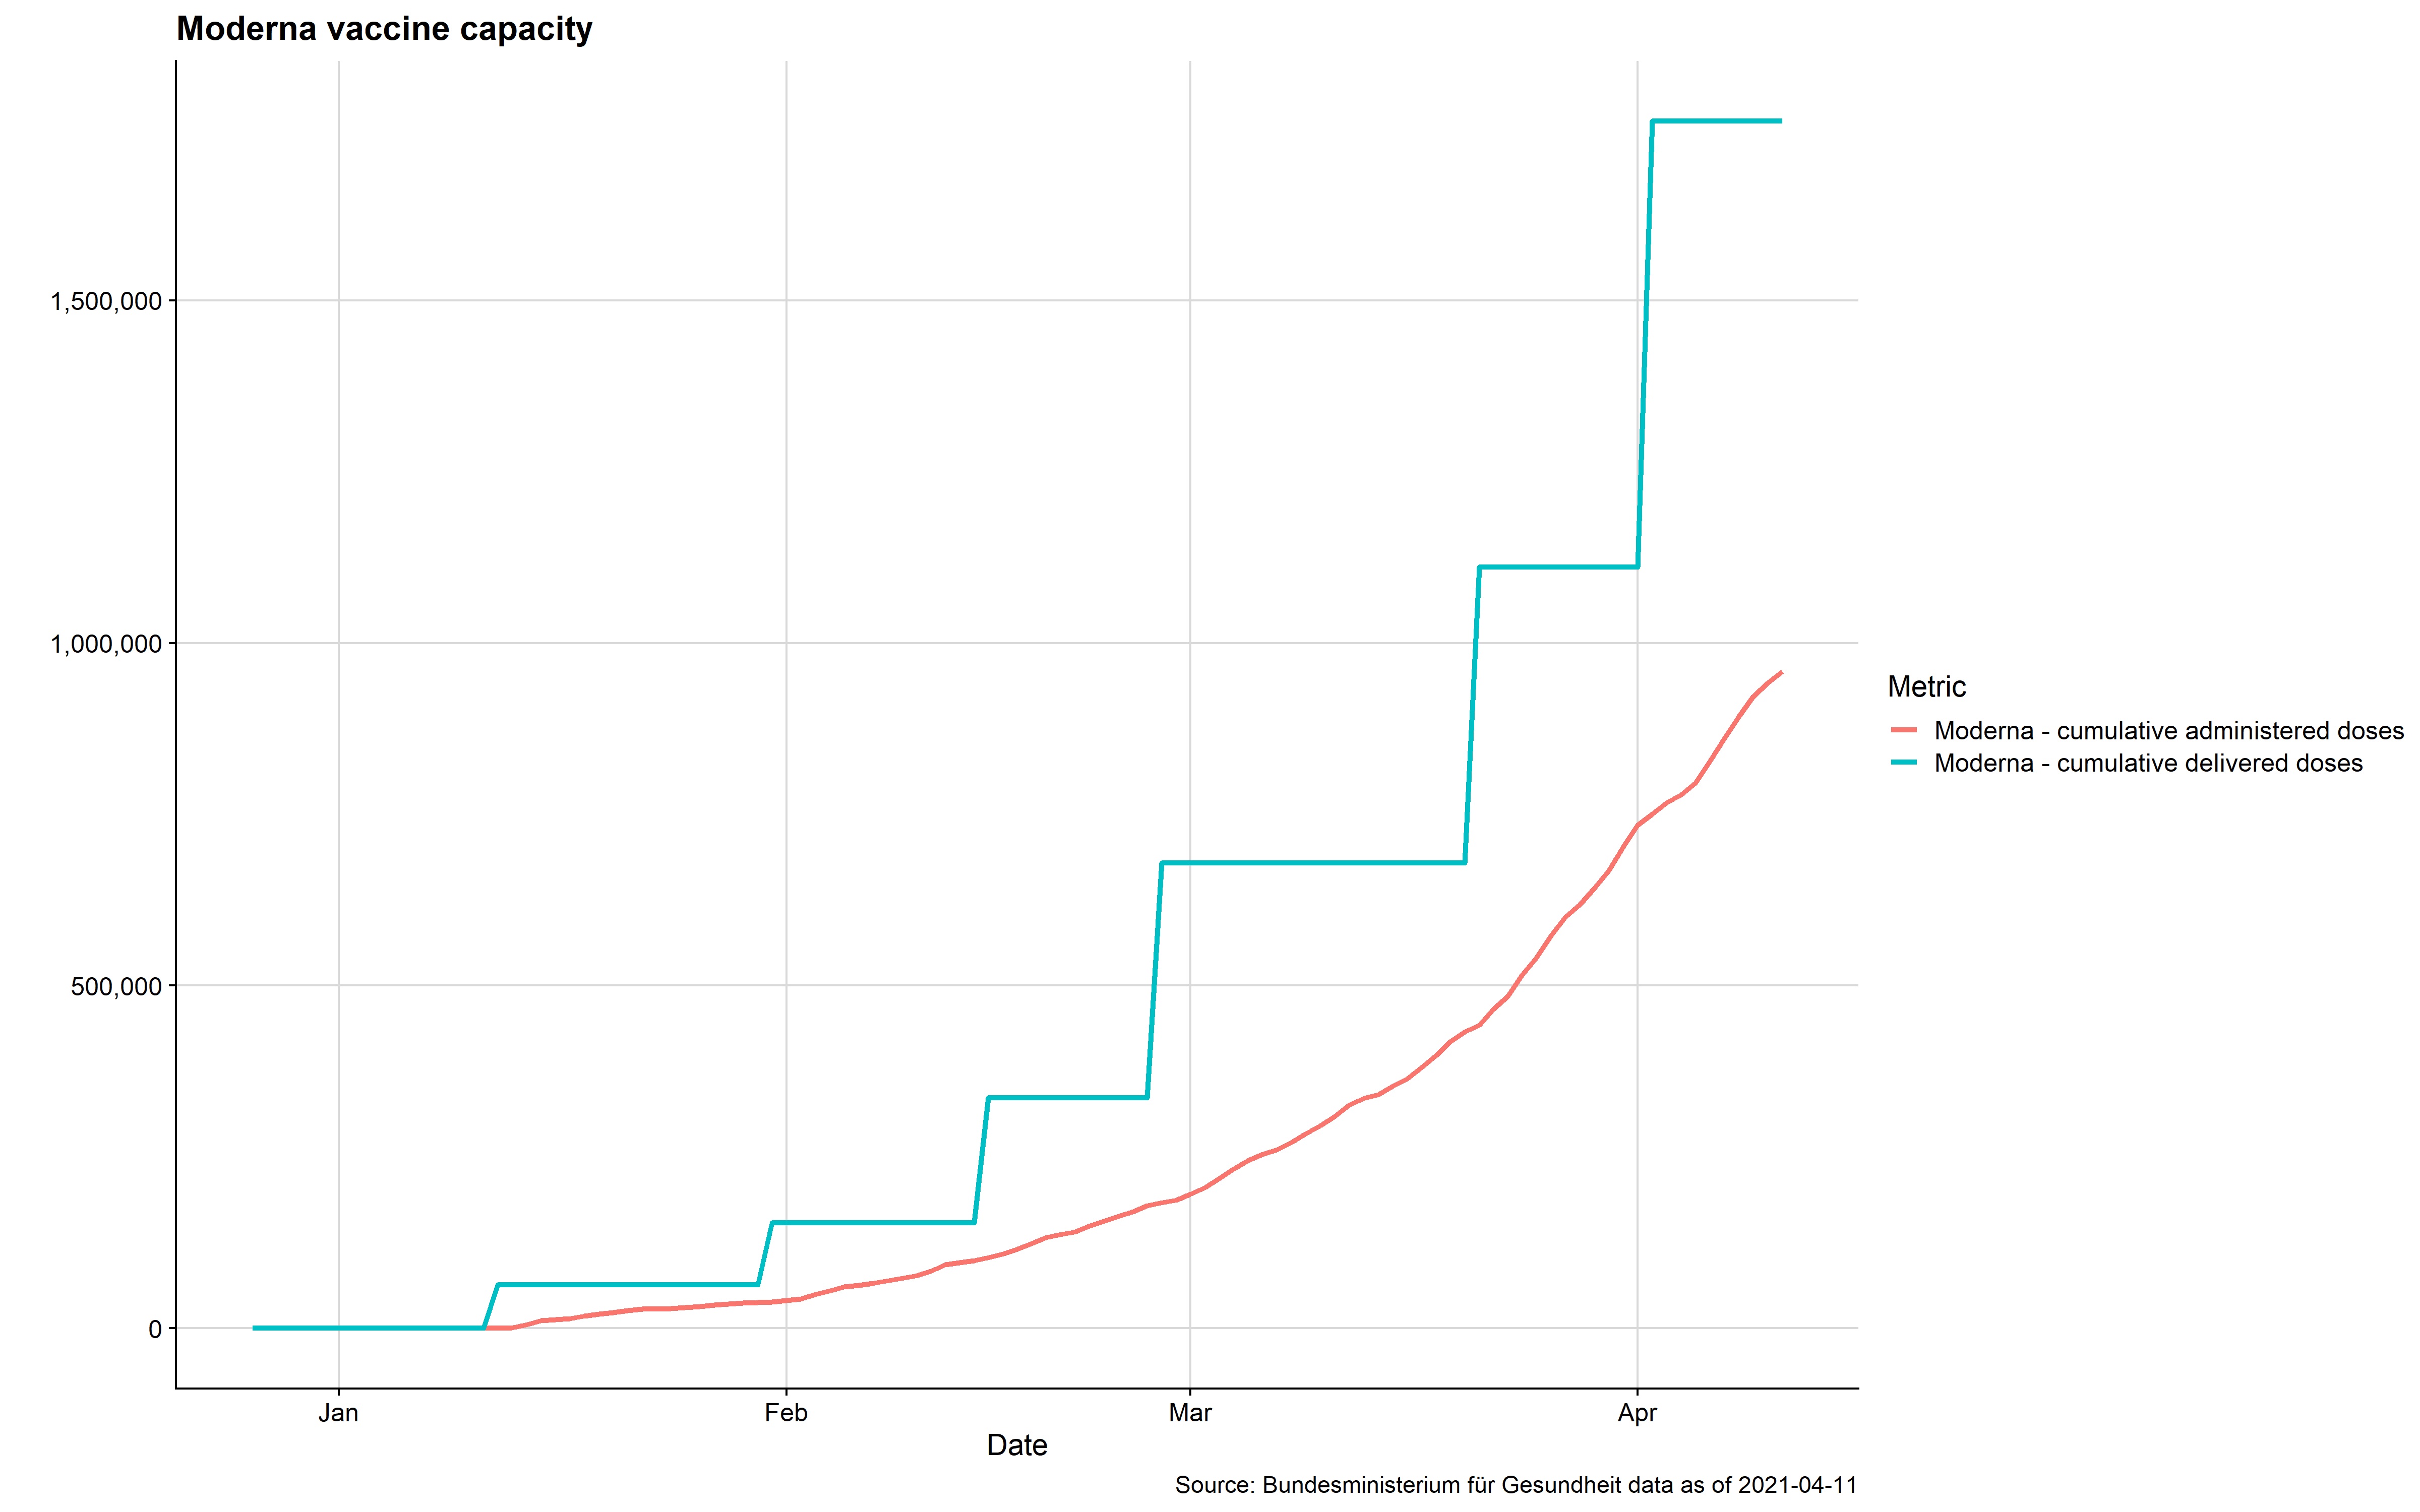 Moderna vaccine capacity
1,500,000
1,000,000
500,000
0
Jan Feb Mar Apr
Date
Metric
Moderna - cumulative administered doses
Moderna - cumulative delivered doses
Source: Bundesministerium für Gesundheit data as of 2021-04-11